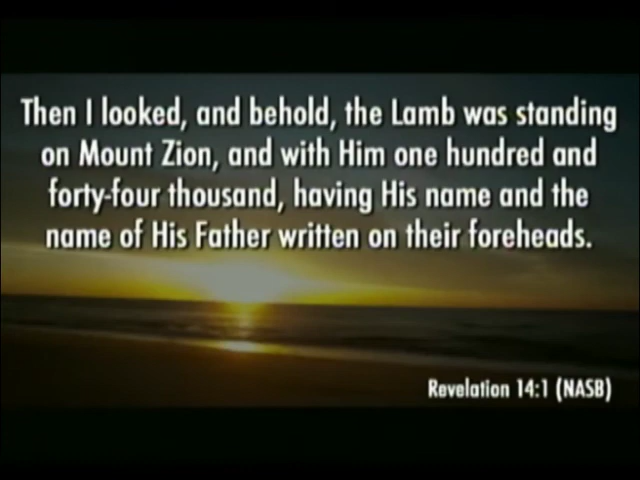 Then I looked, and behold, the Lamb was standing
on Mount Zion, and with Him one hundred and
forty-four thousand, having His name and the
name of His Father written on their foreheads.
Revelation 14:1 (NASB)